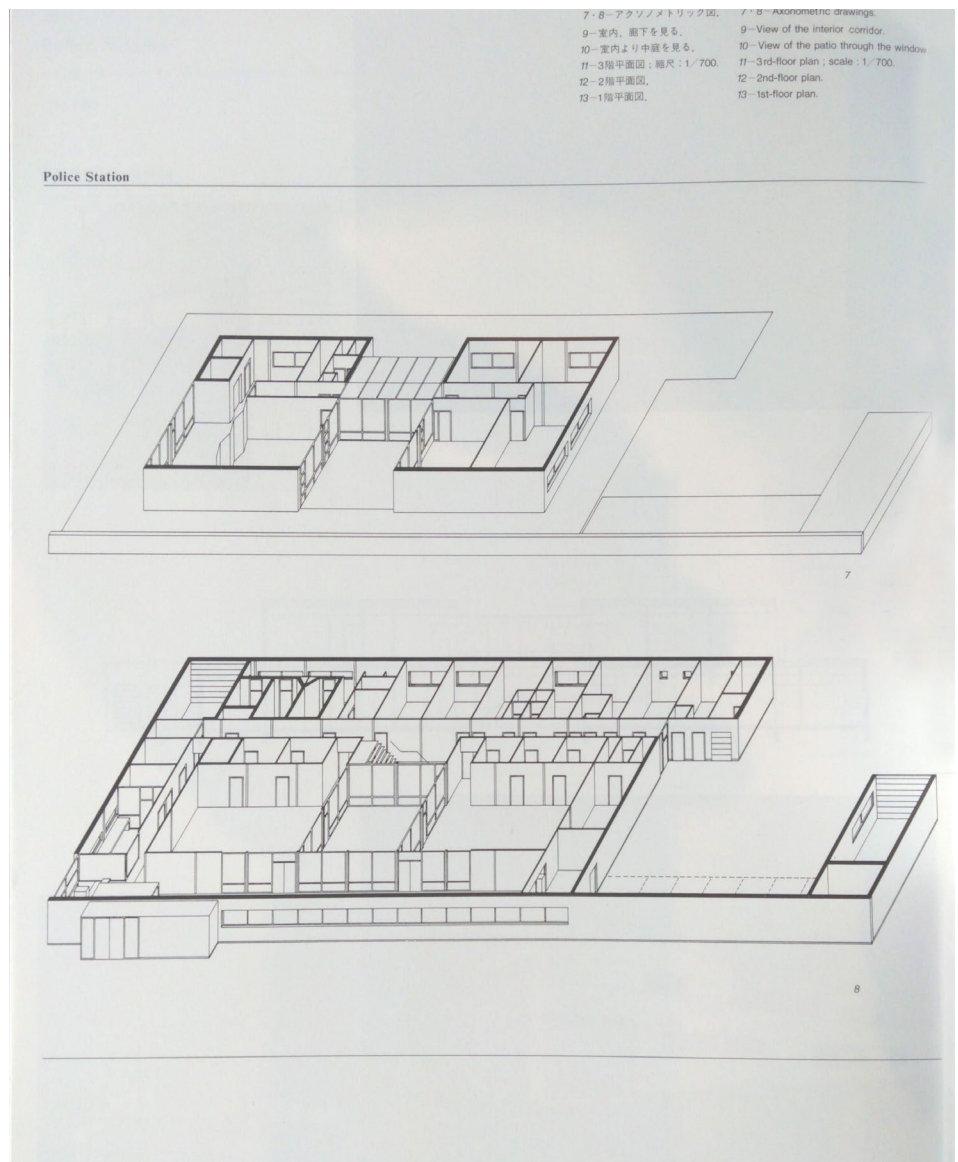 7・8—アクソノメトリック図.
9—室内, 廊下を見る.
10—室内より中庭を見る.
11—3階平面図；縮尺：1／700.
12—2階平面図.
13—1階平面図.
7・8—Axonometric drawings.
9—View of the interior corridor.
10—View of the patio through the window
11—3rd-floor plan ; scale : 1／700.
12—2nd-floor plan.
13—1st-floor plan.
Police Station
7
8